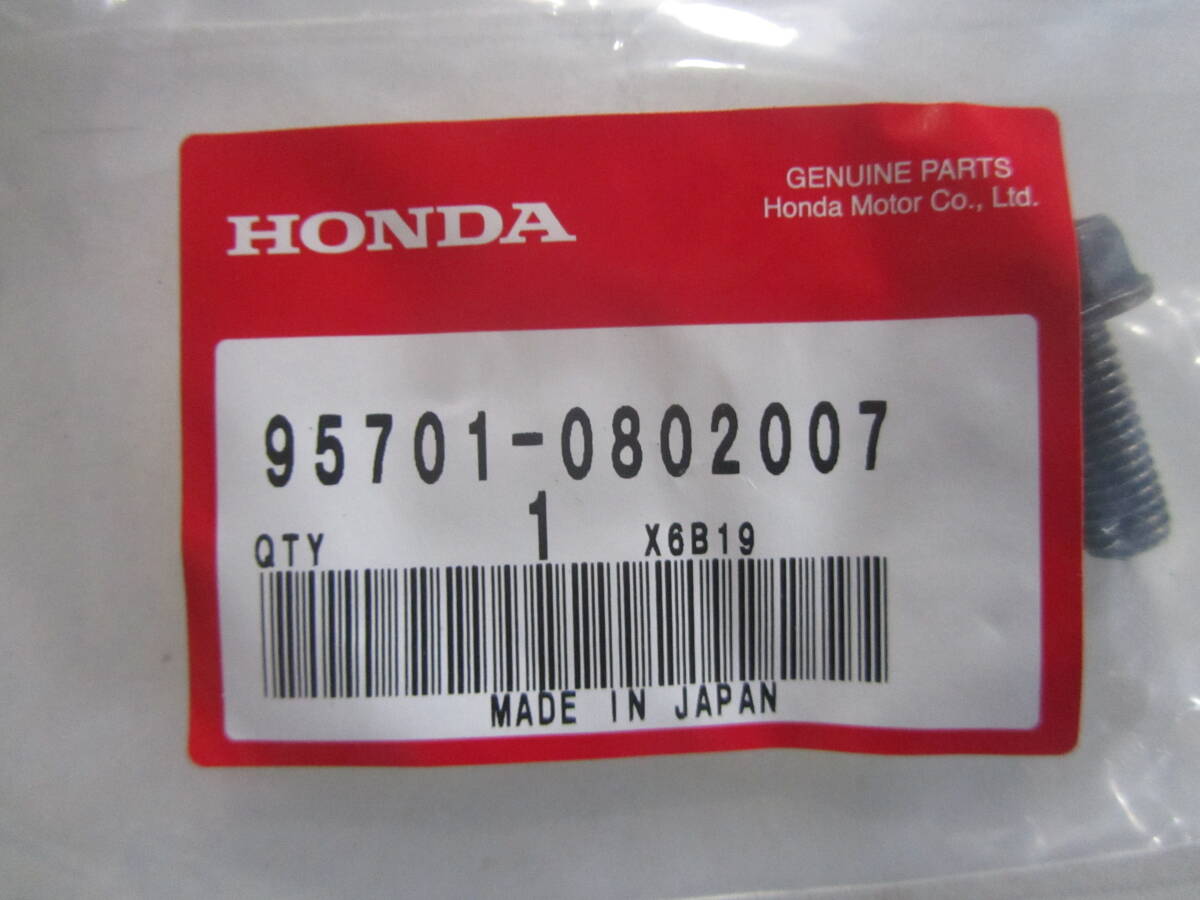 HONDA
GENUINE PARTS
Honda Motor Co., Ltd.
95701-0802007
QTY 1 X6B19
MADE IN JAPAN